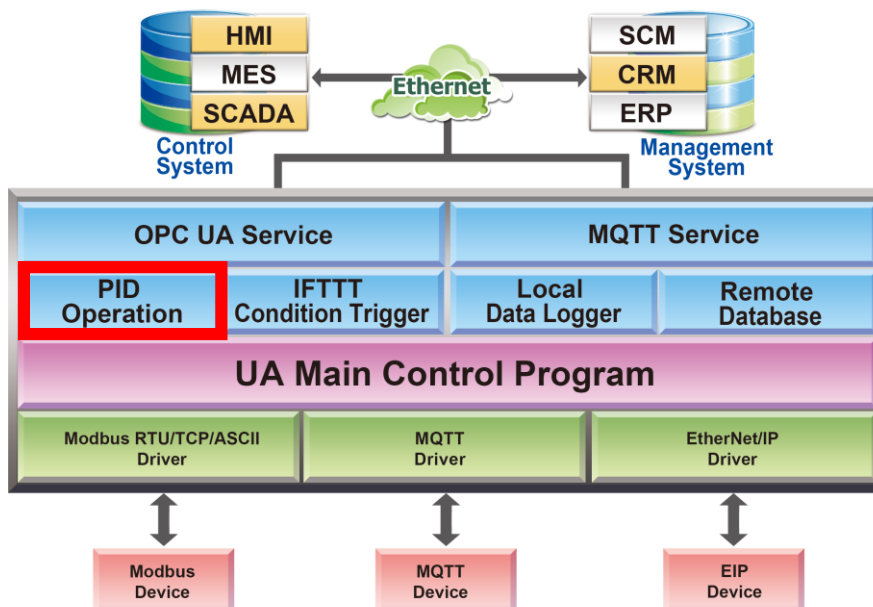 HMI
MES
SCADA
Control
System
Ethernet
SCM
CRM
ERP
Management
System
OPC UA Service
MQTT Service
PID
Operation
IFTTT
Condition Trigger
Local
Data Logger
Remote
Database
UA Main Control Program
Modbus RTU/TCP/ASCII
Driver
MQTT
Driver
EtherNet/IP
Driver
Modbus
Device
MQTT
Device
EIP
Device